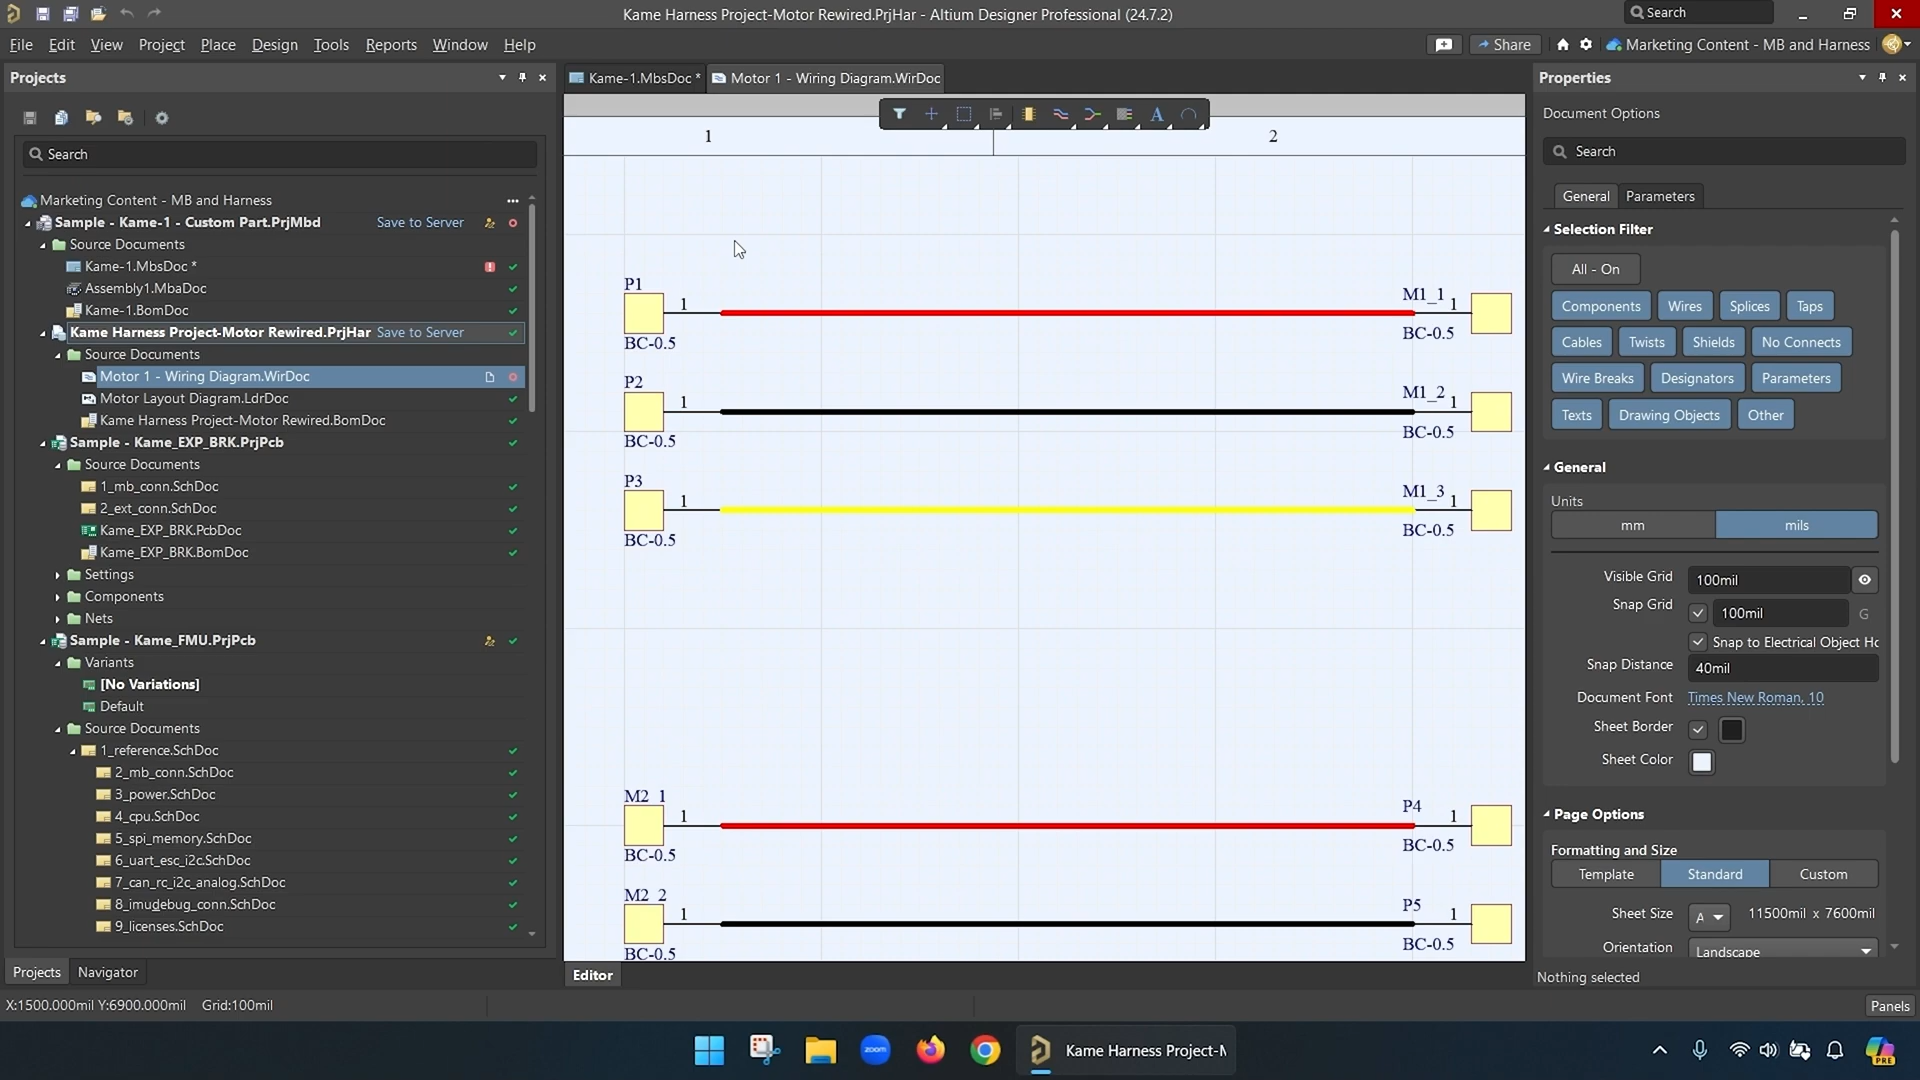 Kame Harness Project-Motor Rewired.PrjHar - Altium Designer Professional (24.7.2)
Search
File Edit View Project Place Design Tools Reports Window Help
Share
Marketing Content - MB and Harness
Projects
Search
Marketing Content - MB and Harness
Sample - Kame-1 - Custom Part.PrjMbd Save to Server
Source Documents
Kame-1.MbsDoc *
Assembly1.MbaDoc
Kame-1.BomDoc
Kame Harness Project-Motor Rewired.PrjHar Save to Server
Source Documents
Motor 1 - Wiring Diagram.WirDoc
Motor Layout Diagram.LdrDoc
Kame Harness Project-Motor Rewired.BomDoc
Sample - Kame_EXP_BRK.PrjPcb
Source Documents
1_mb_conn.SchDoc
2_ext_conn.SchDoc
Kame_EXP_BRK.PcbDoc
Kame_EXP_BRK.BomDoc
Settings
Components
Nets
Sample - Kame_FMU.PrjPcb
Variants
[No Variations]
Default
Source Documents
1_reference.SchDoc
2_mb_conn.SchDoc
3_power.SchDoc
4_cpu.SchDoc
5_spi_memory.SchDoc
6_uart_esc_i2c.SchDoc
7_can_rc_i2c_analog.SchDoc
8_imudebug_conn.SchDoc
9_licenses.SchDoc
Projects Navigator
X:1500.000mil Y:6900.000mil Grid:100mil
Kame-1.MbsDoc * Motor 1 - Wiring Diagram.WirDoc
A
1 2
P1 1 M1_1 1
BC-0.5 BC-0.5
P2 1 M1_2 1
BC-0.5 BC-0.5
P3 1 M1_3 1
BC-0.5 BC-0.5
M2_1 1 P4 1
BC-0.5 BC-0.5
M2_2 1 P5 1
BC-0.5 BC-0.5
Editor
Properties
Document Options
Search
General Parameters
Selection Filter
All - On
Components Wires Splices Taps
Cables Twists Shields No Connects
Wire Breaks Designators Parameters
Texts Drawing Objects Other
General
Units
mm mils
Visible Grid 100mil
Snap Grid 100mil G
Snap to Electrical Object Ho
Snap Distance 40mil
Document Font Times New Roman, 10
Sheet Border
Sheet Color
Page Options
Formatting and Size
Template Standard Custom
Sheet Size A 11500mil x 7600mil
Orientation Landscape
Nothing selected
Panels
zoom
Kame Harness Project-M
PRE